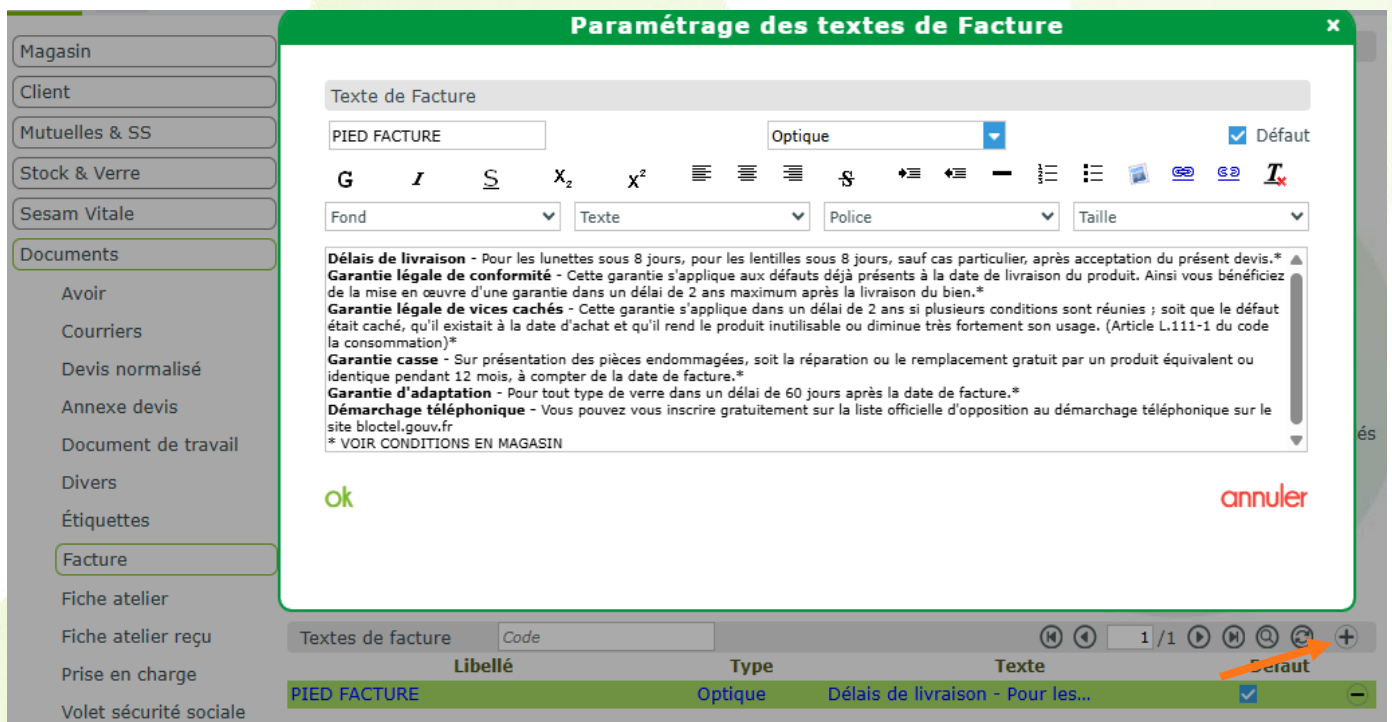 Paramétrage des textes de Facture
x
Magasin
Client
Mutuelles & SS
Stock & Verre
Sesam Vitale
Documents
Avoir
Courriers
Devis normalisé
Annexe devis
Document de travail
Divers
Étiquettes
Facture
Fiche atelier
Fiche atelier reçu
Prise en charge
Volet sécurité sociale
Texte de Facture
PIED FACTURE Optique Défaut
G I S X₂ X² S T
Fond Texte Police Taille
Délais de livraison - Pour les lunettes sous 8 jours, pour les lentilles sous 8 jours, sauf cas particulier, après acceptation du présent devis.*
Garantie légale de conformité - Cette garantie s'applique aux défauts déjà présents à la date de livraison du produit. Ainsi vous bénéficiez
de la mise en œuvre d'une garantie dans un délai de 2 ans maximum après la livraison du bien.*
Garantie légale de vices cachés - Cette garantie s'applique dans un délai de 2 ans si plusieurs conditions sont réunies ; soit que le défaut
était caché, qu'il existait à la date d'achat et qu'il rend le produit inutilisable ou diminue très fortement son usage. (Article L.111-1 du code
la consommation)*
Garantie casse - Sur présentation des pièces endommagées, soit la réparation ou le remplacement gratuit par un produit équivalent ou
identique pendant 12 mois, à compter de la date de facture.*
Garantie d'adaptation - Pour tout type de verre dans un délai de 60 jours après la date de facture.*
Démarchage téléphonique - Vous pouvez vous inscrire gratuitement sur la liste officielle d'opposition au démarchage téléphonique sur le
site bloctel.gouv.fr
* VOIR CONDITIONS EN MAGASIN
és
ok annuler
Textes de facture Code 1 /1
Libellé Type Texte Défaut
PIED FACTURE Optique Délais de livraison - Pour les...